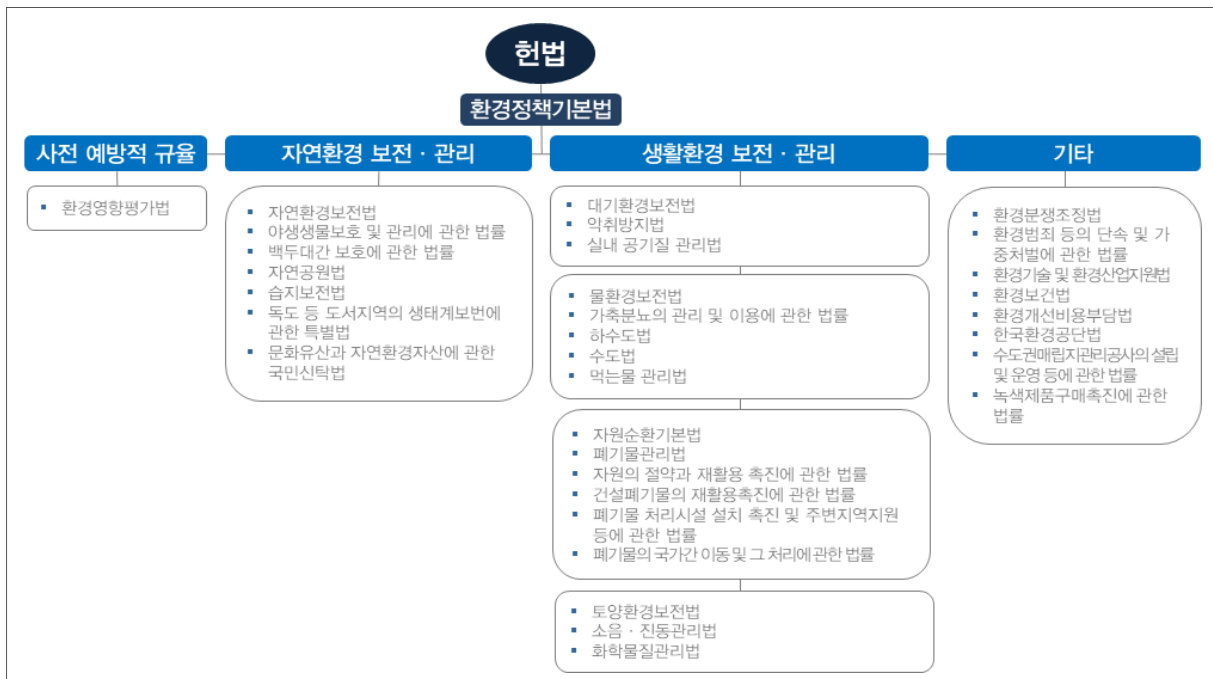 헌법
환경정책기본법
사전 예방적 규율
환경영향평가법
자연환경 보전 · 관리
자연환경보전법
야생생물보호 및 관리에 관한 법률
백두대간 보호에 관한 법률
자연공원법
습지보전법
독도 등 도서지역의 생태계보번에
관한 특별법
문화유산과 자연환경자산에 관한
국민신탁법
생활환경 보전 · 관리
대기환경보전법
악취방지법
실내 공기질 관리법
물환경보전법
가축분뇨의 관리 및 이용에 관한 법률
하수도법
수도법
먹는물 관리법
자원순환기본법
폐기물관리법
자원의 절약과 재활용 촉진에 관한 법률
건설폐기물의 재활용촉진에 관한 법률
폐기물 처리시설 설치 촉진 및 주변지역지원
등에 관한 법률
폐기물의 국가간 이동 및 그 처리에 관한 법률
토양환경보전법
소음 · 진동관리법
화학물질관리법
기타
환경분쟁조정법
환경범죄 등의 단속 및 가
중처벌에 관한 법률
환경기술 및 환경산업지원법
환경보건법
환경개선비용부담법
한국환경공단법
수도권매립지관리공사의 설립
및 운영 등에 관한 법률
녹색제품구매촉진에 관한
법률